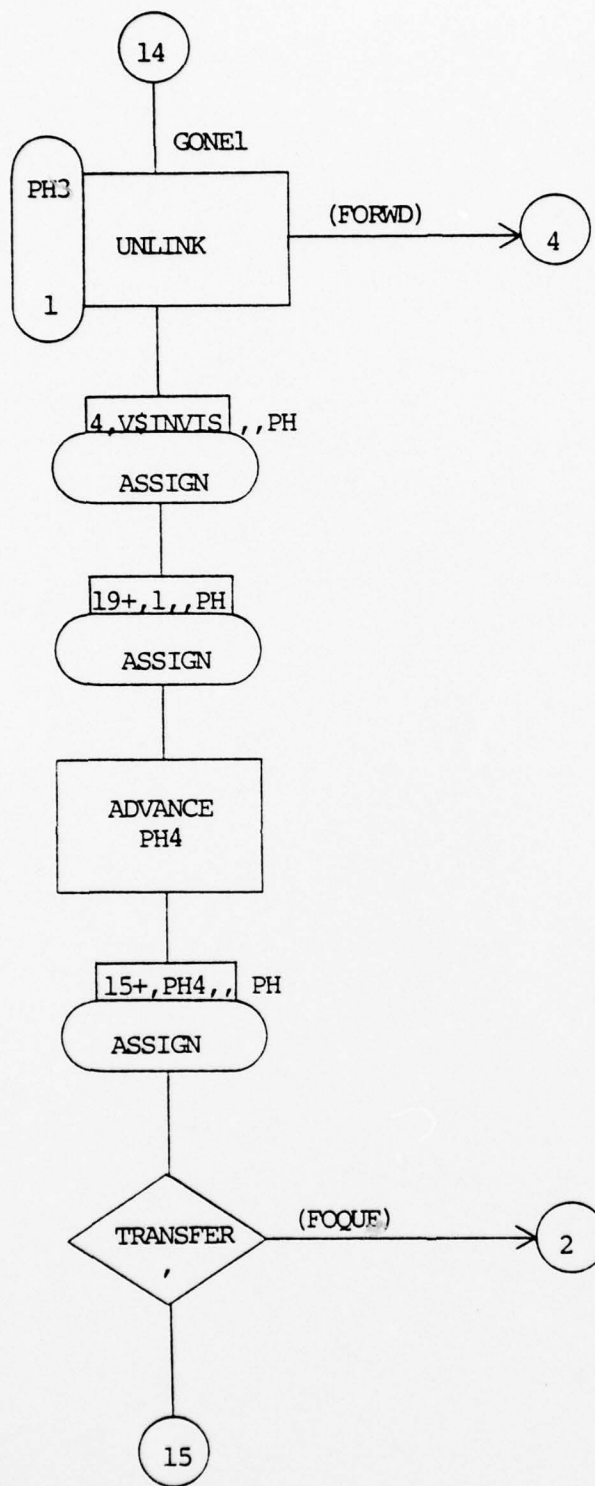 14
GONE1
PH3
(FORWD)
UNLINK
4
1
4,V$INVIS ,,PH
ASSIGN
19+,1,,PH
ASSIGN
ADVANCE
PH4
15+,PH4,, PH
ASSIGN
(FOQUE)
TRANSFER
,
2
15